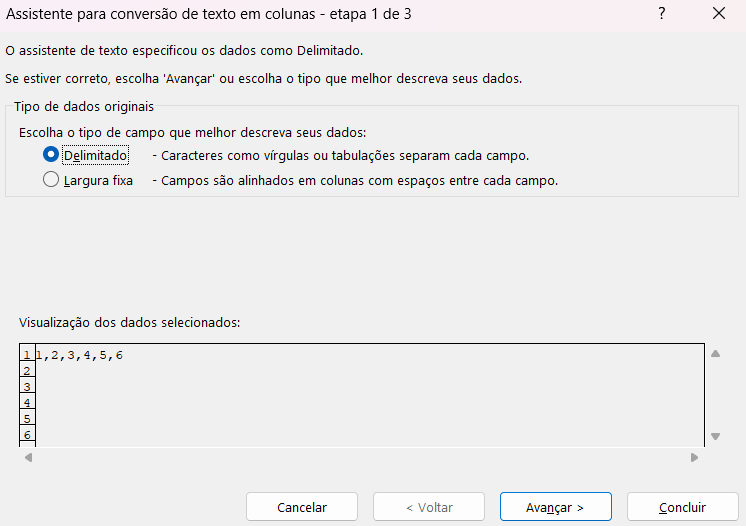 Assistente para conversão de texto em colunas - etapa 1 de 3 ?
O assistente de texto especificou os dados como Delimitado.
Se estiver correto, escolha 'Avançar' ou escolha o tipo que melhor descreva seus dados.
Tipo de dados originais
Escolha o tipo de campo que melhor descreva seus dados:
Delimitado - Caracteres como vírgulas ou tabulações separam cada campo.
Largura fixa - Campos são alinhados em colunas com espaços entre cada campo.
Visualização dos dados selecionados:
1 1,2,3,4,5,6
2
3
4
5
6
Cancelar < Voltar Avançar > Concluir